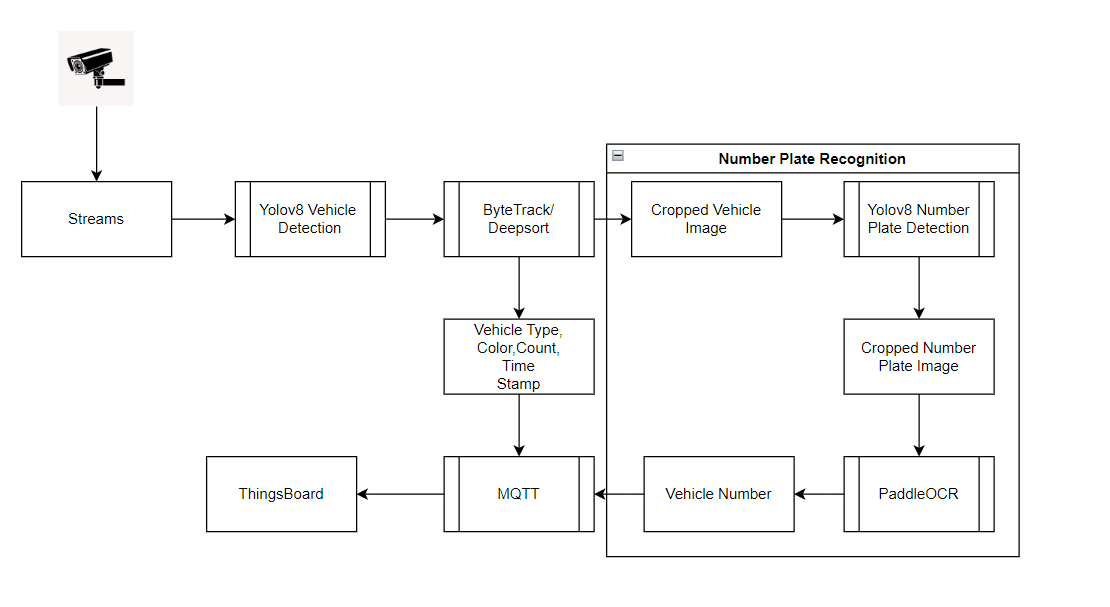 Number Plate Recognition
Streams
Yolov8 Vehicle
Detection
ByteTrack/
Deepsort
Cropped Vehicle
Image
Yolov8 Number
Plate Detection
Vehicle Type,
Color,Count,
Time
Stamp
Cropped Number
Plate Image
ThingsBoard
MQTT
Vehicle Number
PaddleOCR